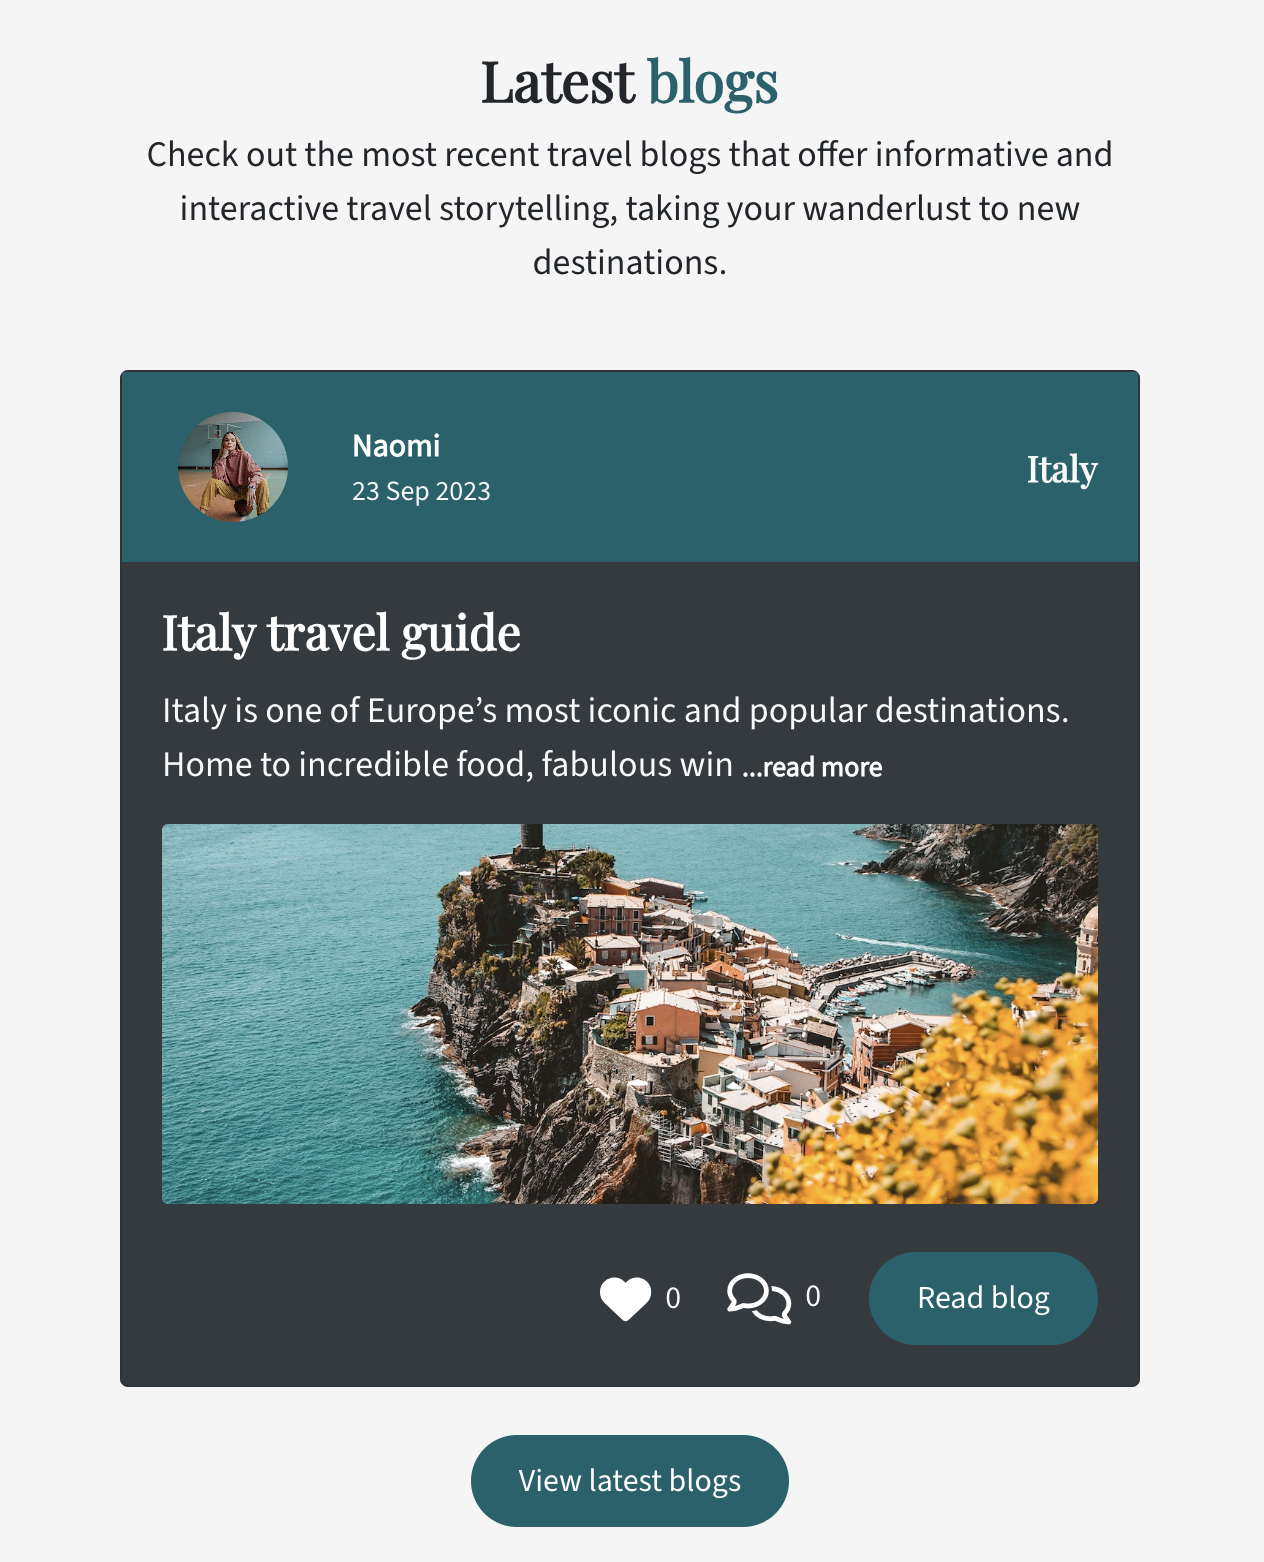 Latest blogs
Check out the most recent travel blogs that offer informative and
interactive travel storytelling, taking your wanderlust to new
destinations.
Naomi
23 Sep 2023
Italy
Italy travel guide
Italy is one of Europe’s most iconic and popular destinations.
Home to incredible food, fabulous win ...read more
0 0 Read blog
View latest blogs